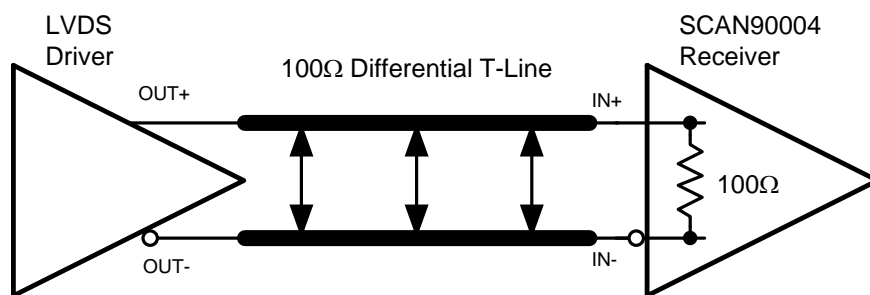 LVDS
Driver
SCAN90004
Receiver
100Ω Differential T-Line
OUT+
IN+
100Ω
OUT-
IN-